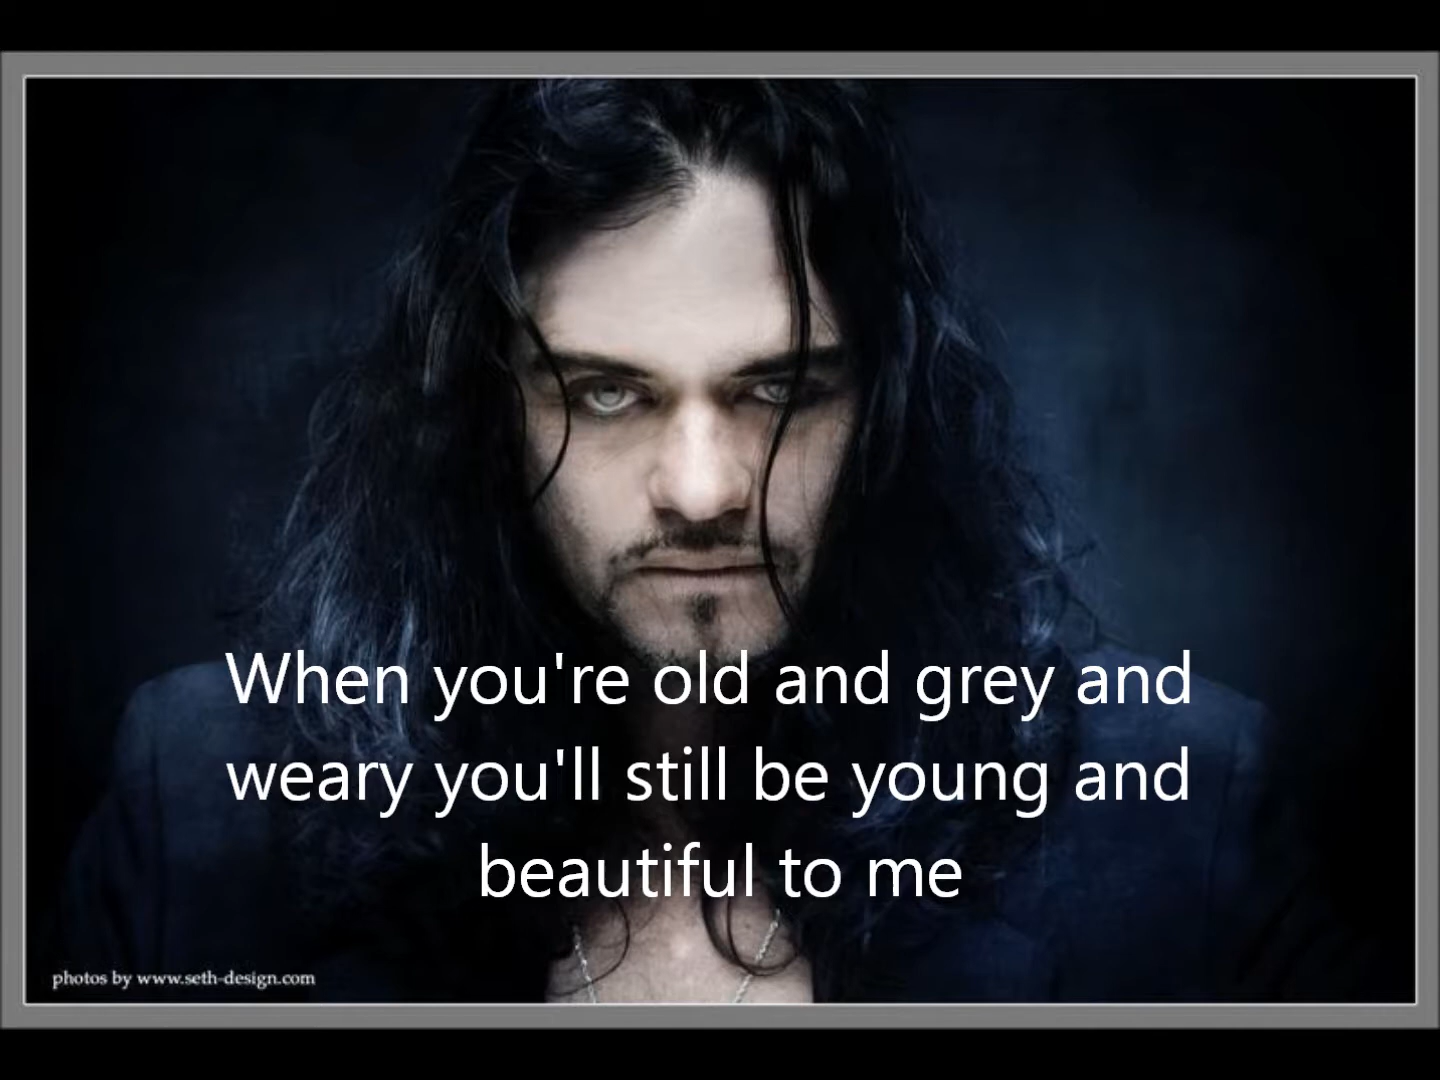 When you're old and grey and
weary you'll still be young and
beautiful to me
photos by www.seth-design.com